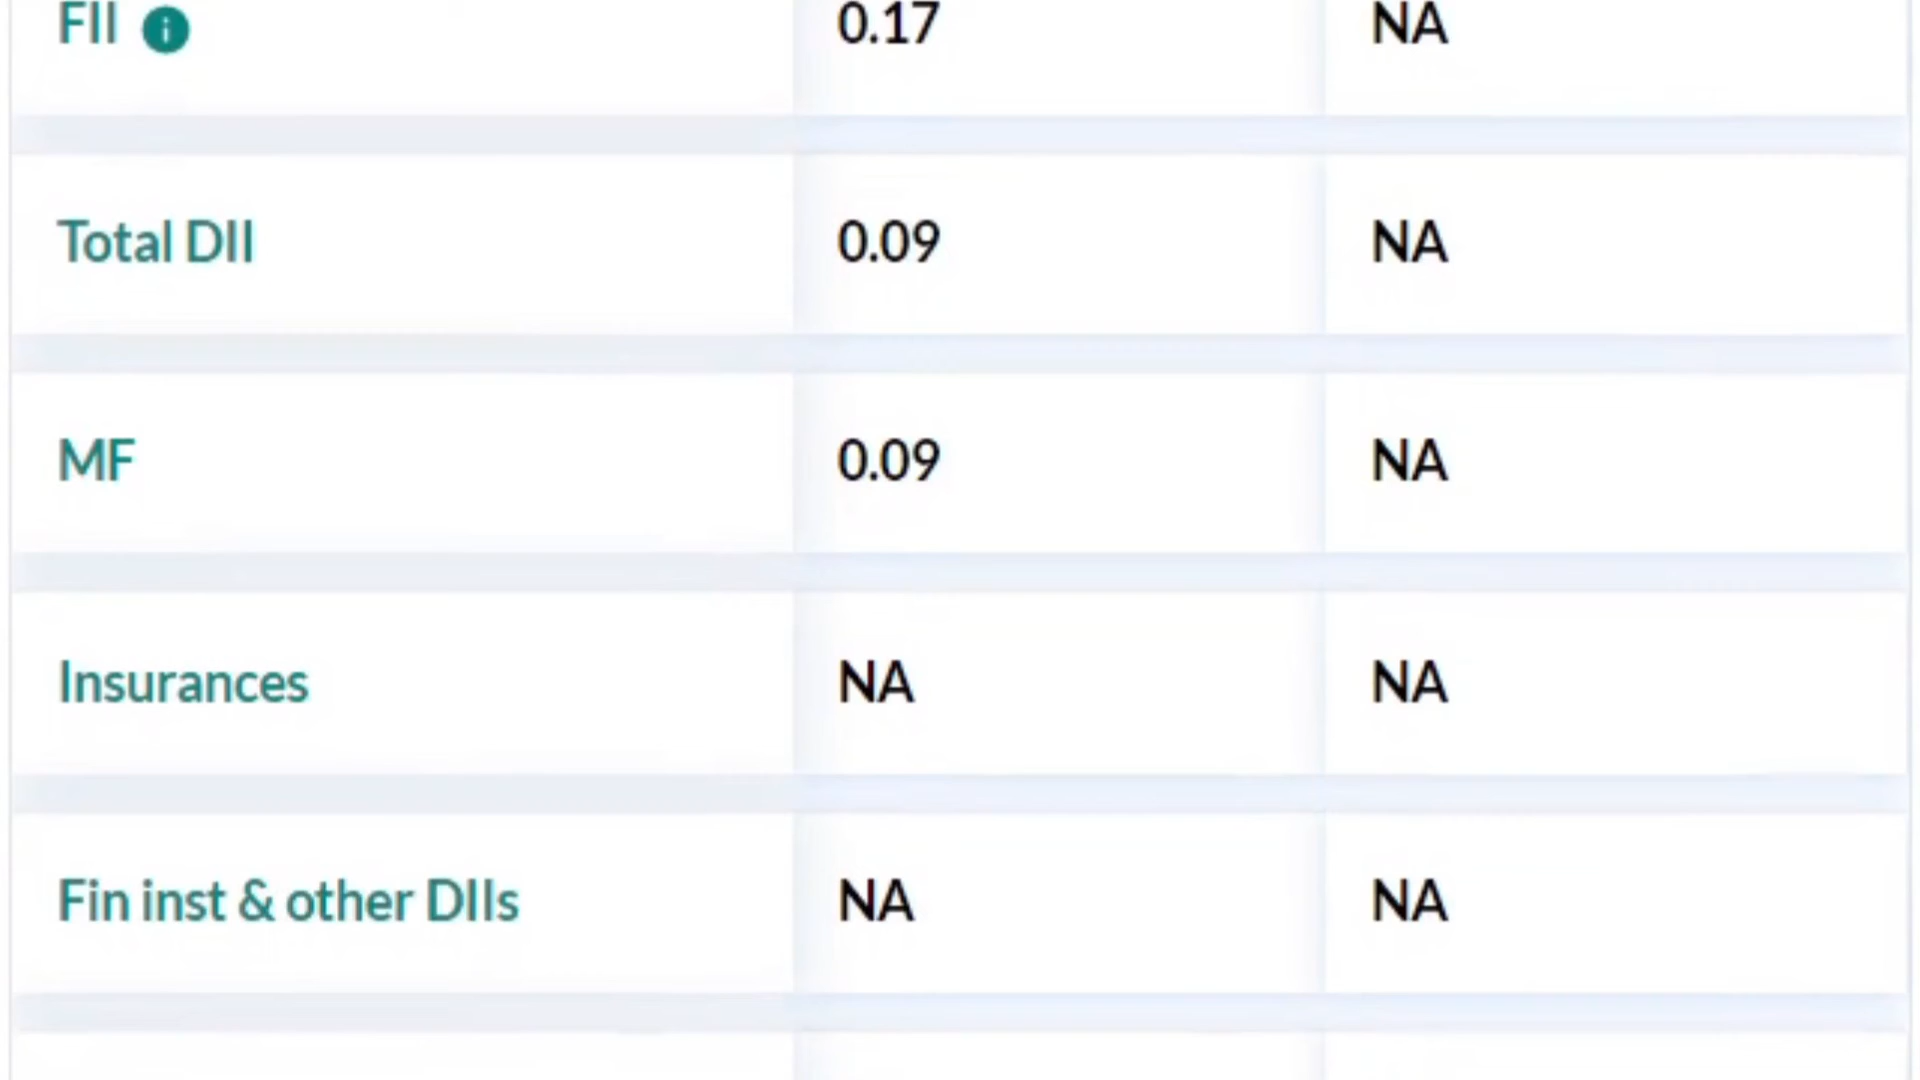 FII i 0.17 NA
Total DII 0.09 NA
MF 0.09 NA
Insurances NA NA
Fin inst & other DIIs NA NA